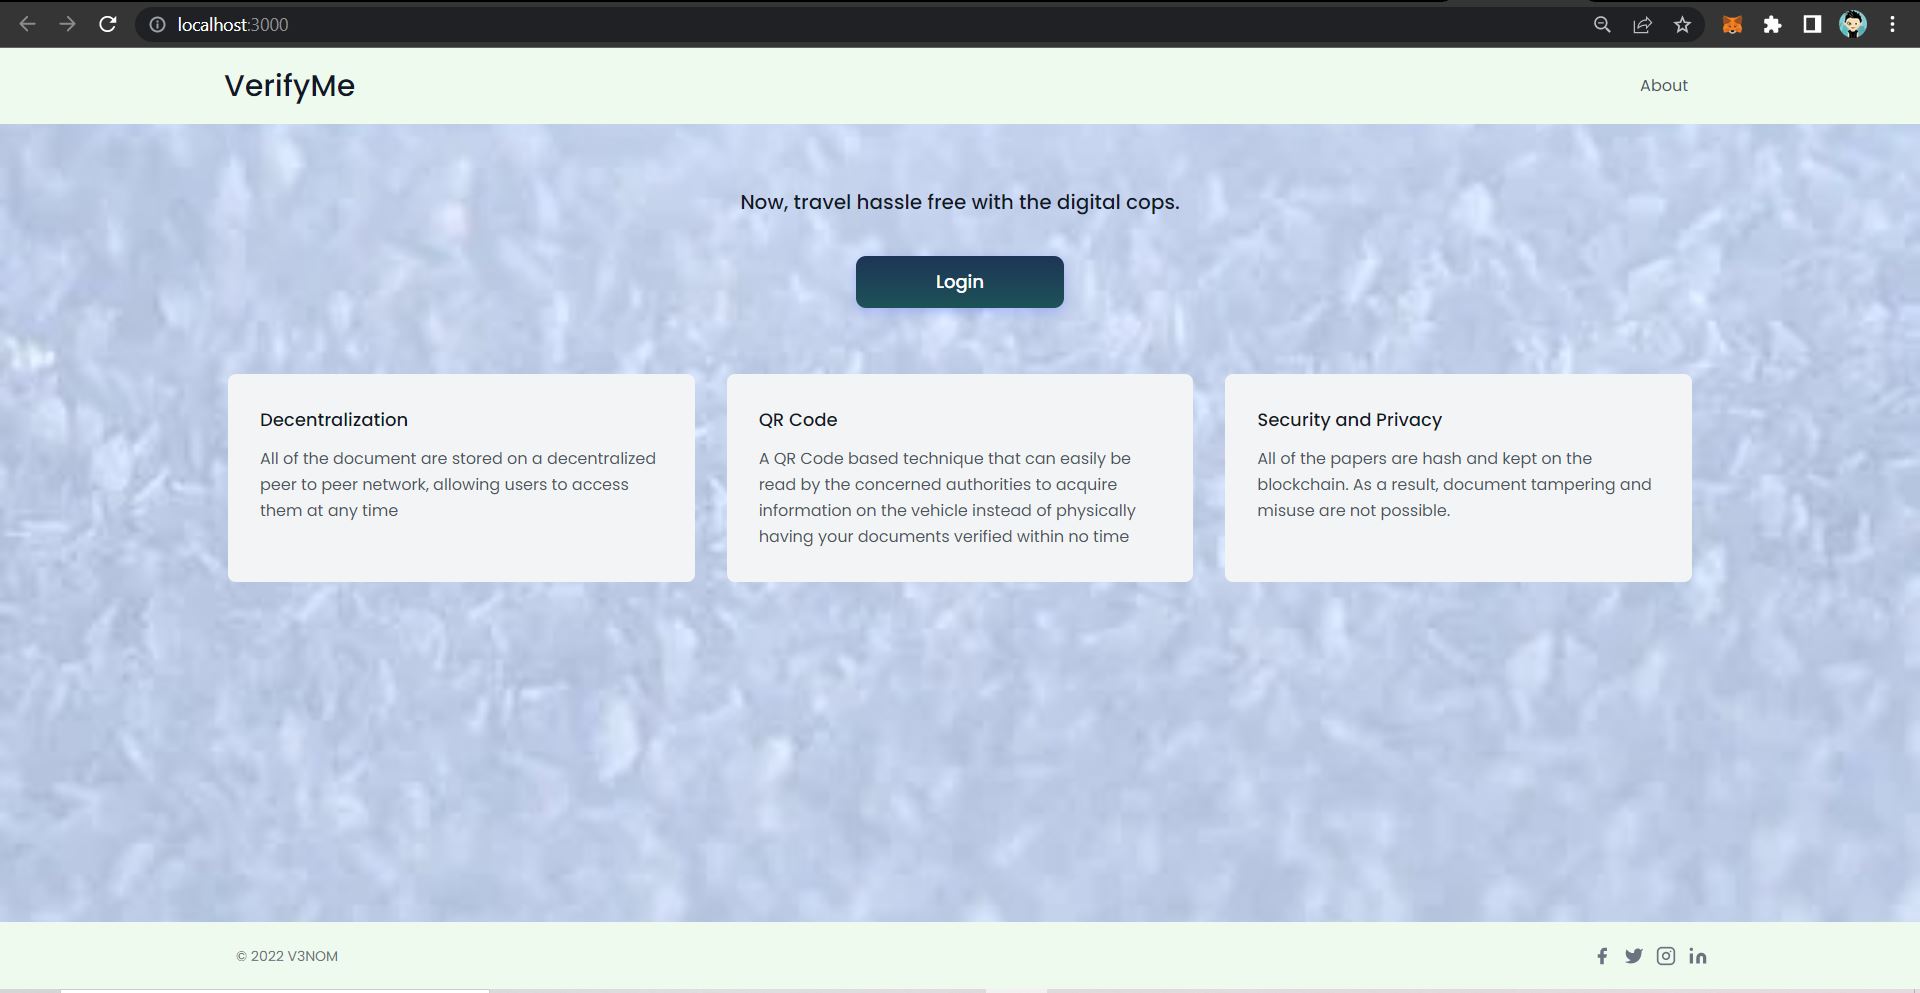 localhost:3000
VerifyMe
About
Now, travel hassle free with the digital cops.
Login
Decentralization
All of the document are stored on a decentralized
peer to peer network, allowing users to access
them at any time
QR Code
A QR Code based technique that can easily be
read by the concerned authorities to acquire
information on the vehicle instead of physically
having your documents verified within no time
Security and Privacy
All of the papers are hash and kept on the
blockchain. As a result, document tampering and
misuse are not possible.
© 2022 V3NOM